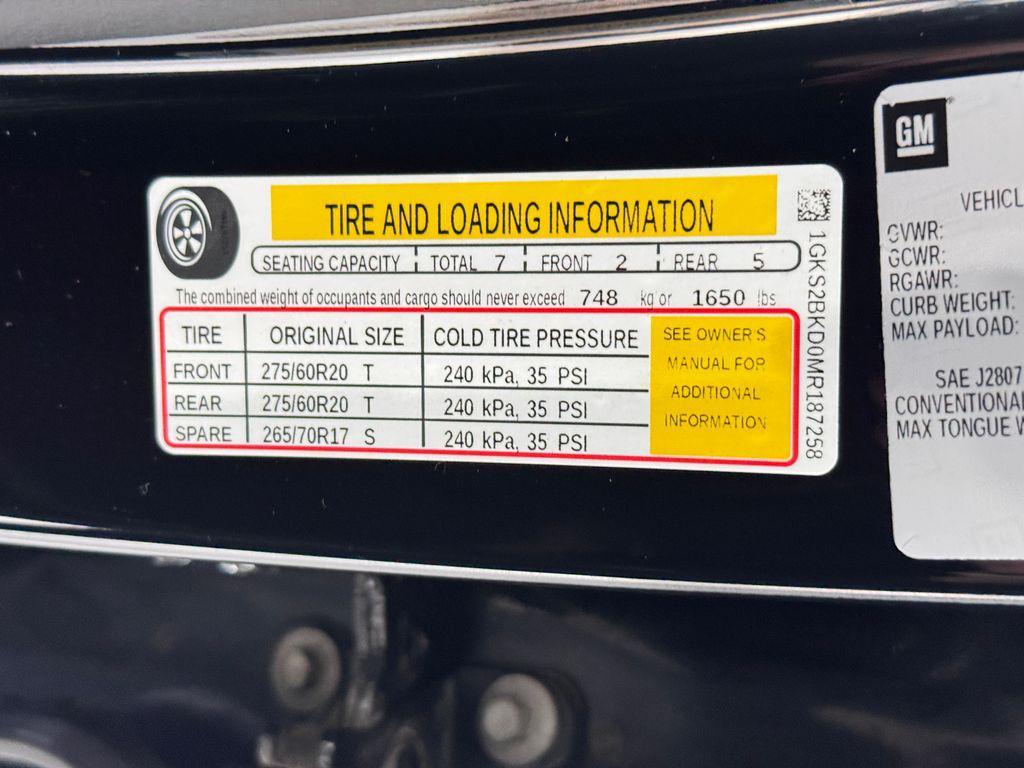 TIRE AND LOADING INFORMATION
SEATING CAPACITY TOTAL 7 FRONT 2 REAR 5
The combined weight of occupants and cargo should never exceed 748 kg or 1650 lbs
TIRE ORIGINAL SIZE COLD TIRE PRESSURE
FRONT 275/60R20 T 240 kPa, 35 PSI
REAR 275/60R20 T 240 kPa, 35 PSI
SPARE 265/70R17 S 240 kPa, 35 PSI
SEE OWNER'S
MANUAL FOR
ADDITIONAL
INFORMATION
1GKS2BKD0MR187258
GM
VEHICL
GVWR:
GCWR:
RGAWR:
CURB WEIGHT:
MAX PAYLOAD:
SAE J2807
CONVENTIONA
MAX TONGUE W